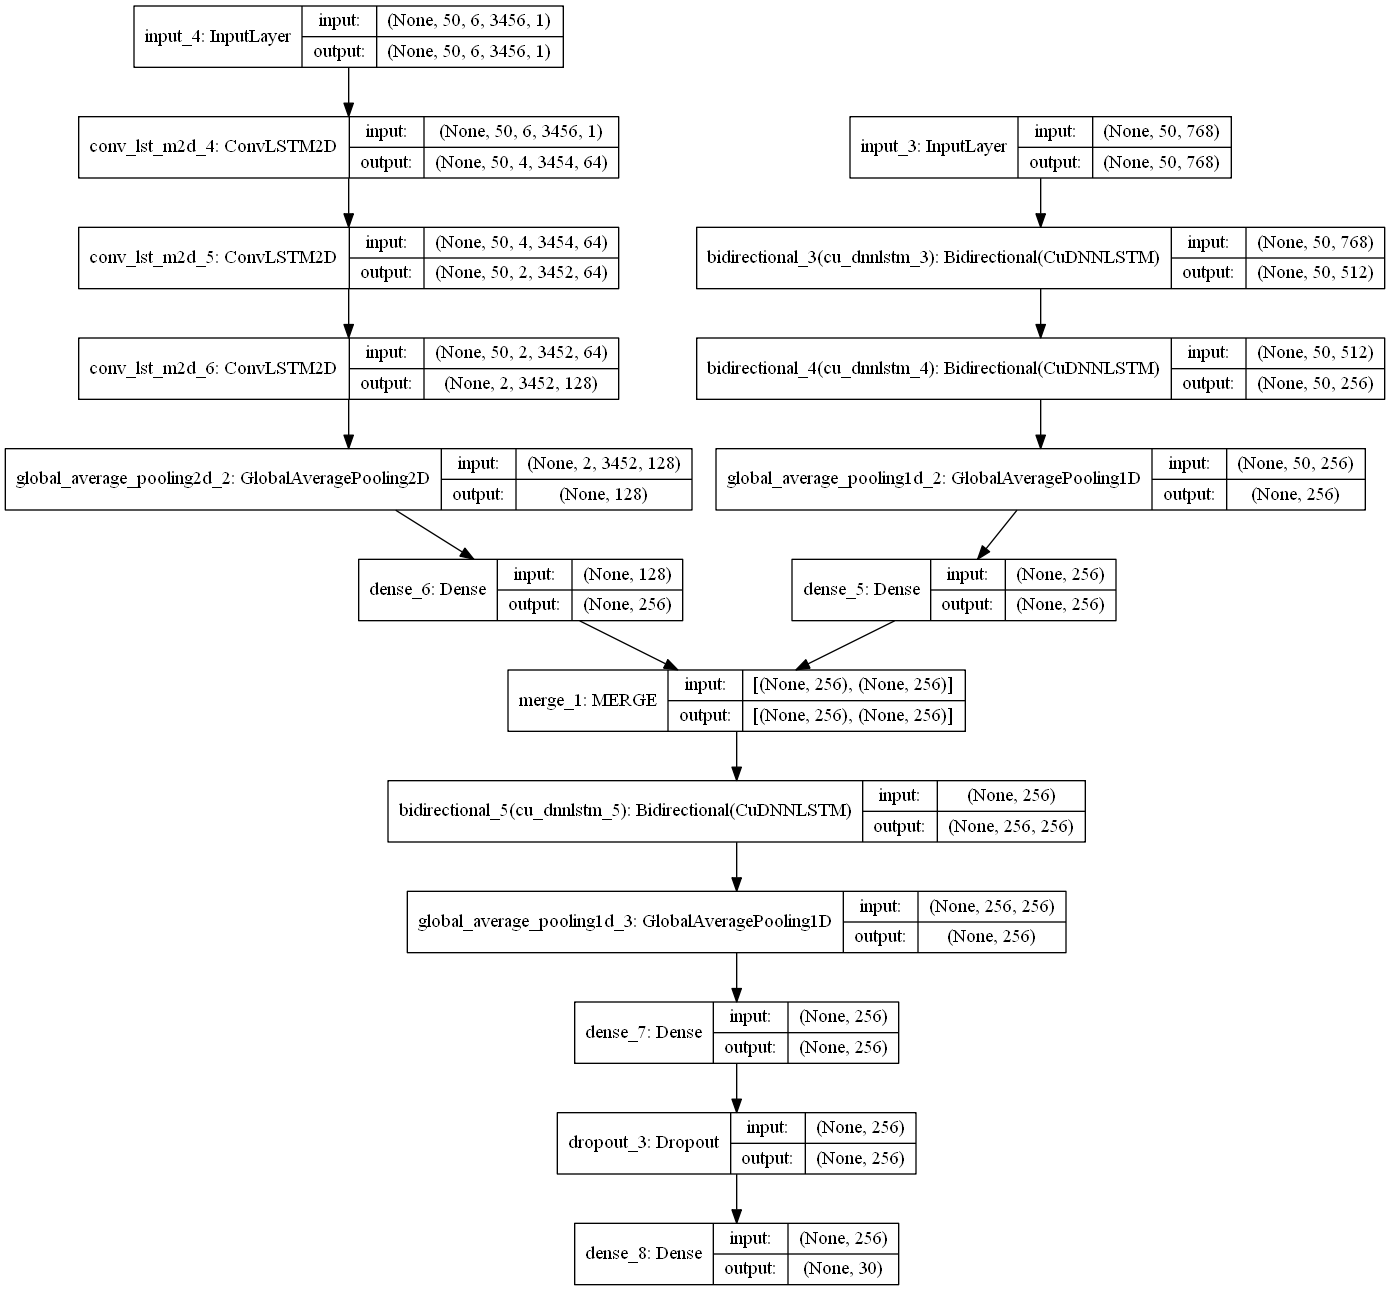 input_4: InputLayer
input: (None, 50, 6, 3456, 1)
output: (None, 50, 6, 3456, 1)
conv_lst_m2d_4: ConvLSTM2D
input: (None, 50, 6, 3456, 1)
output: (None, 50, 4, 3454, 64)
input_3: InputLayer
input: (None, 50, 768)
output: (None, 50, 768)
conv_lst_m2d_5: ConvLSTM2D
input: (None, 50, 4, 3454, 64)
output: (None, 50, 2, 3452, 64)
bidirectional_3(cu_dnnlstm_3): Bidirectional(CuDNNLSTM)
input: (None, 50, 768)
output: (None, 50, 512)
conv_lst_m2d_6: ConvLSTM2D
input: (None, 50, 2, 3452, 64)
output: (None, 2, 3452, 128)
bidirectional_4(cu_dnnlstm_4): Bidirectional(CuDNNLSTM)
input: (None, 50, 512)
output: (None, 50, 256)
global_average_pooling2d_2: GlobalAveragePooling2D
input: (None, 2, 3452, 128)
output: (None, 128)
global_average_pooling1d_2: GlobalAveragePooling1D
input: (None, 50, 256)
output: (None, 256)
dense_6: Dense
input: (None, 128)
output: (None, 256)
dense_5: Dense
input: (None, 256)
output: (None, 256)
merge_1: MERGE
input: [(None, 256), (None, 256)]
output: [(None, 256), (None, 256)]
bidirectional_5(cu_dnnlstm_5): Bidirectional(CuDNNLSTM)
input: (None, 256)
output: (None, 256, 256)
global_average_pooling1d_3: GlobalAveragePooling1D
input: (None, 256, 256)
output: (None, 256)
dense_7: Dense
input: (None, 256)
output: (None, 256)
dropout_3: Dropout
input: (None, 256)
output: (None, 256)
dense_8: Dense
input: (None, 256)
output: (None, 30)